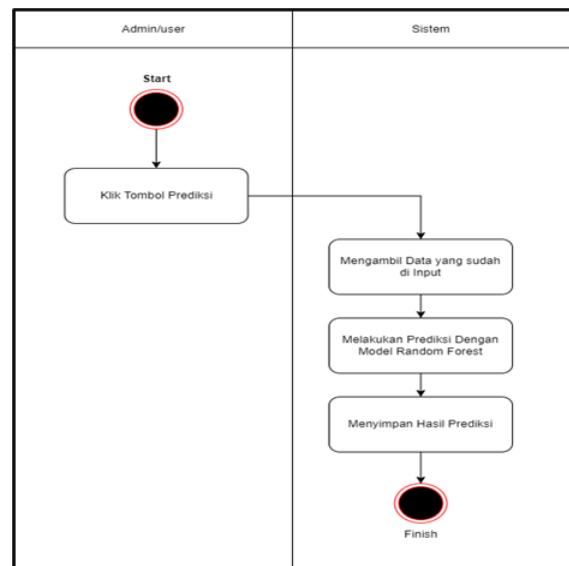 Admin/user
Sistem
Start
Klik Tombol Prediksi
Mengambil Data yang sudah
di Input
Melakukan Prediksi Dengan
Model Random Forest
Menyimpan Hasil Prediksi
Finish